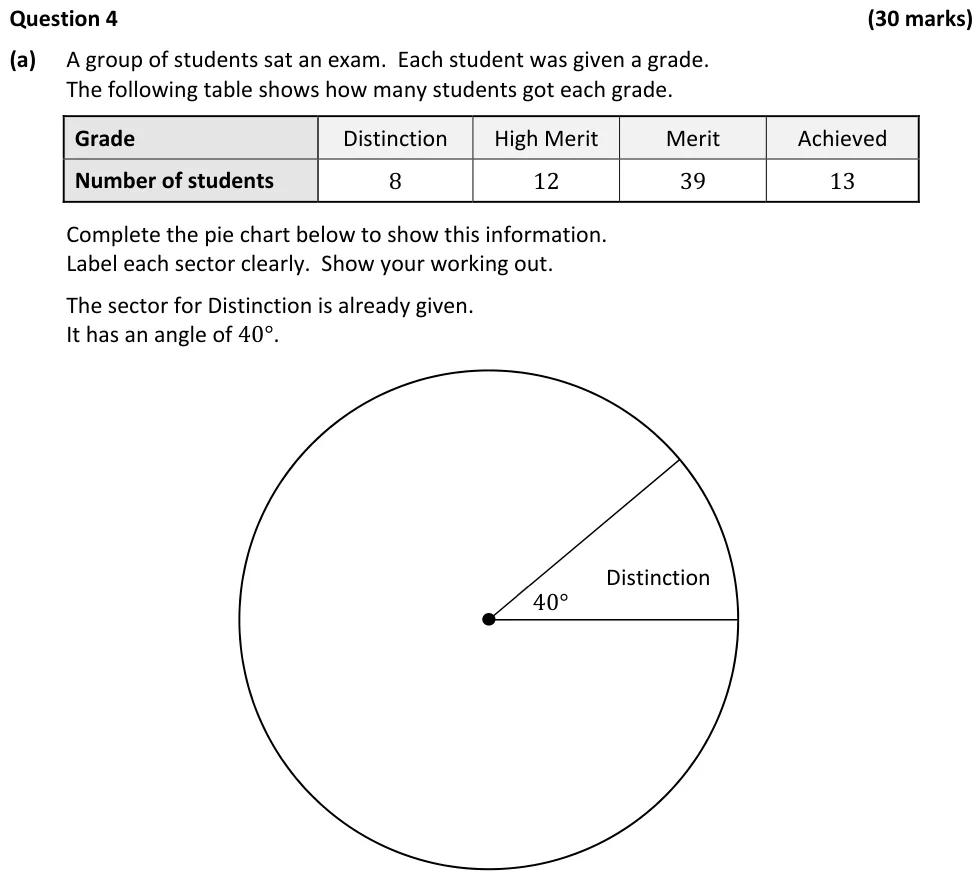 Question 4 (30 marks)
(a) A group of students sat an exam. Each student was given a grade.
The following table shows how many students got each grade.
Grade Distinction High Merit Merit Achieved
Number of students 8 12 39 13
Complete the pie chart below to show this information.
Label each sector clearly. Show your working out.
The sector for Distinction is already given.
It has an angle of 40°.
Distinction
40°